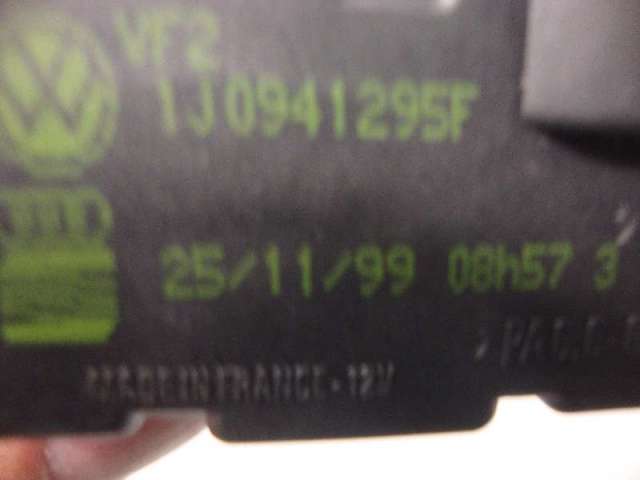 VF2
1J0941295F
25/11/99 08h57 3
MADE IN FRANCE - 12V